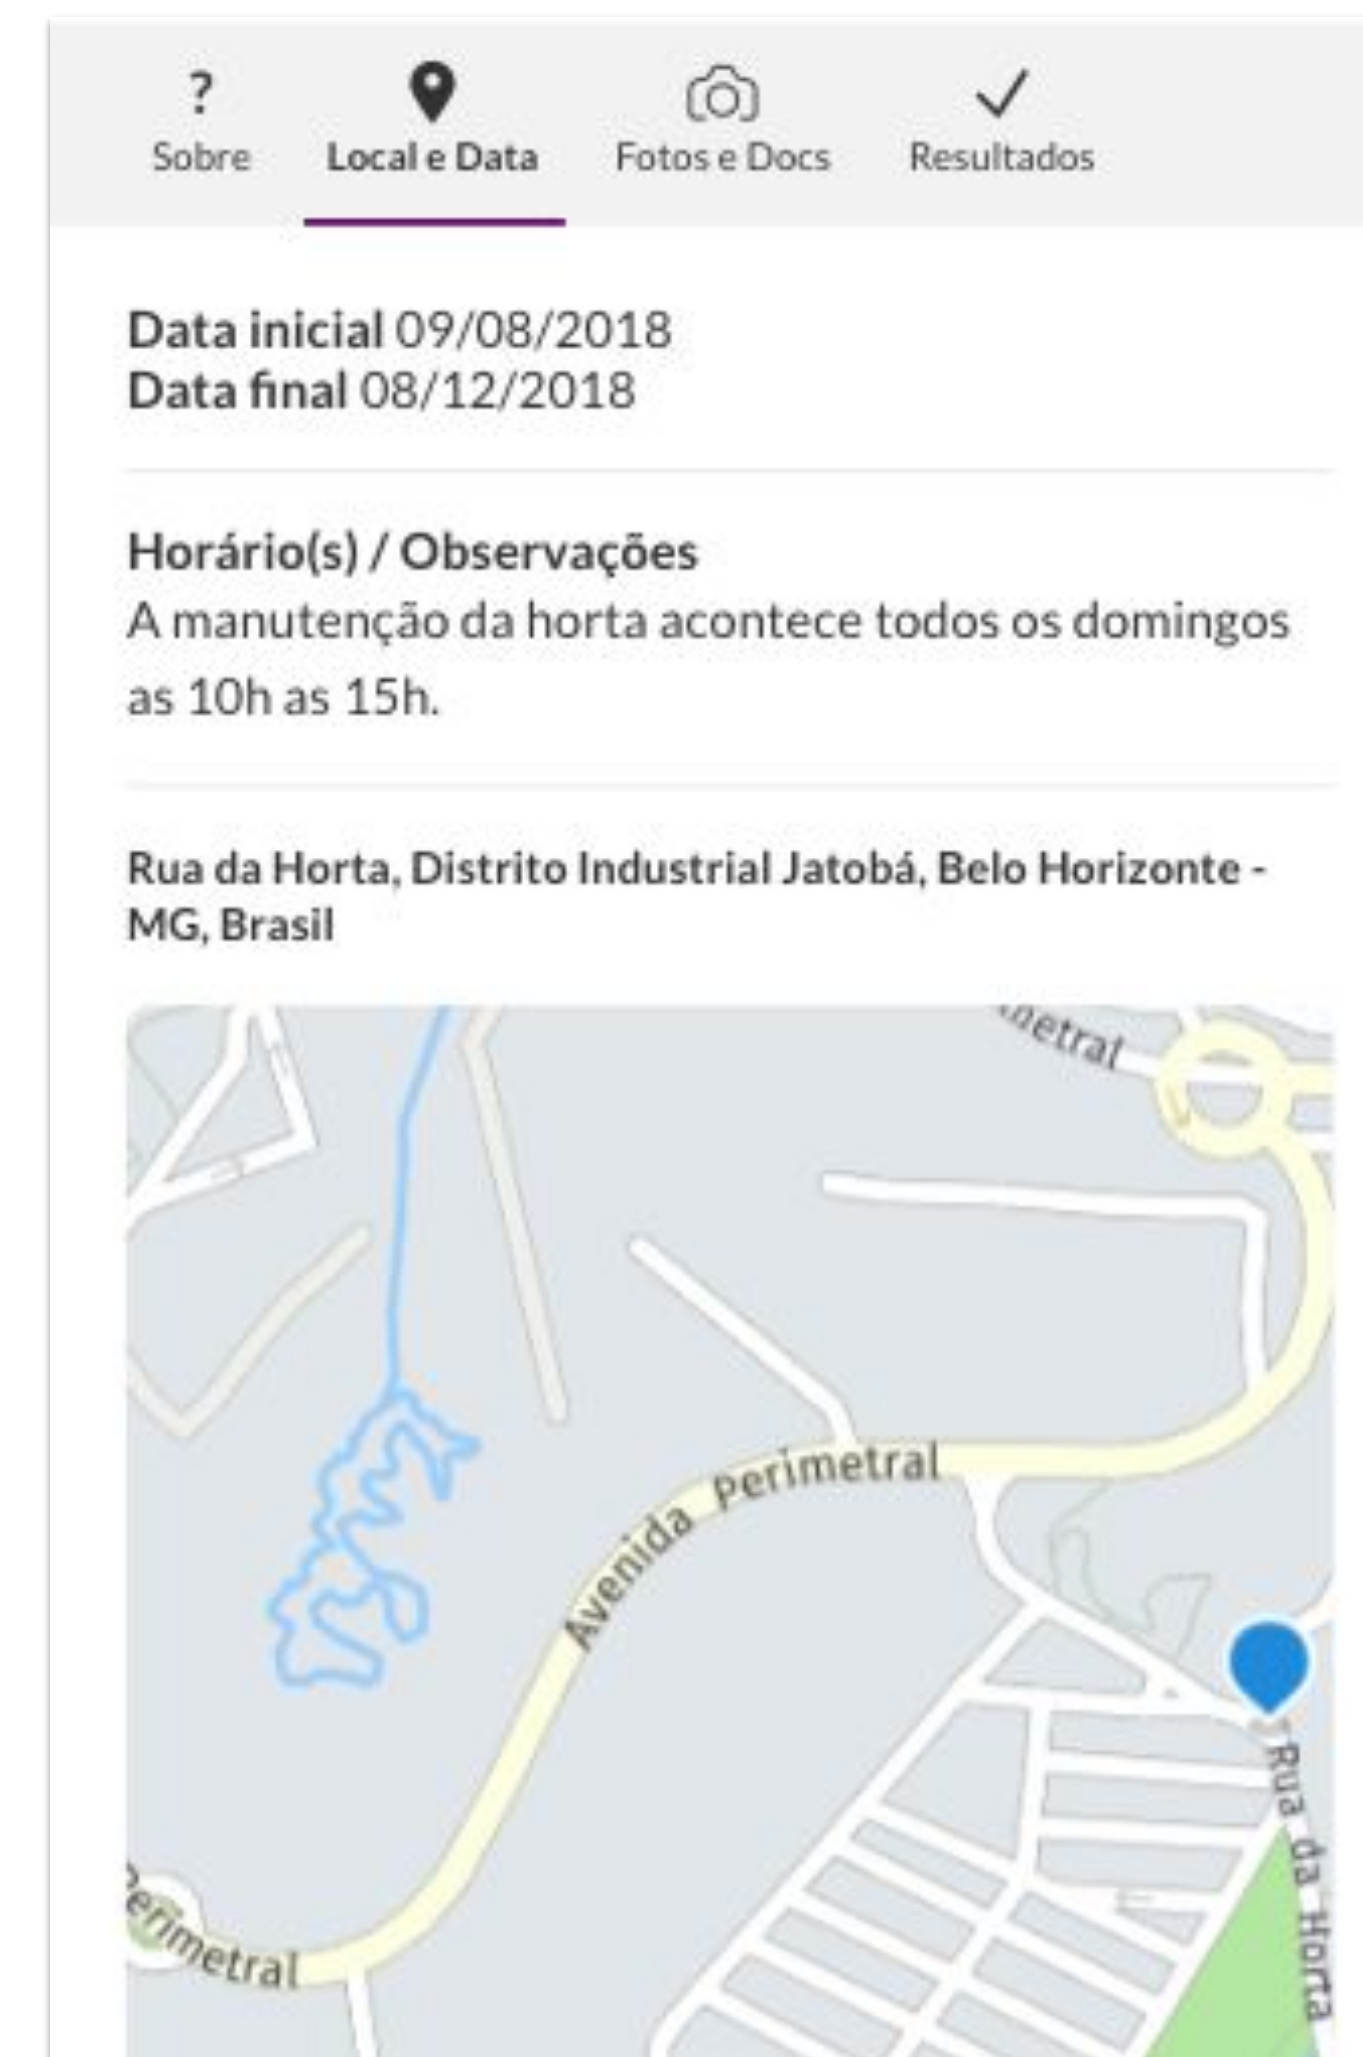 ?
Sobre
Local e Data
Fotos e Docs
Resultados
Data inicial 09/08/2018
Data final 08/12/2018
Horário(s) / Observações
A manutenção da horta acontece todos os domingos
as 10h as 15h.
Rua da Horta, Distrito Industrial Jatobá, Belo Horizonte -
MG, Brasil
metral
Avenida Perimetral
Rua da Horta
Perimetral